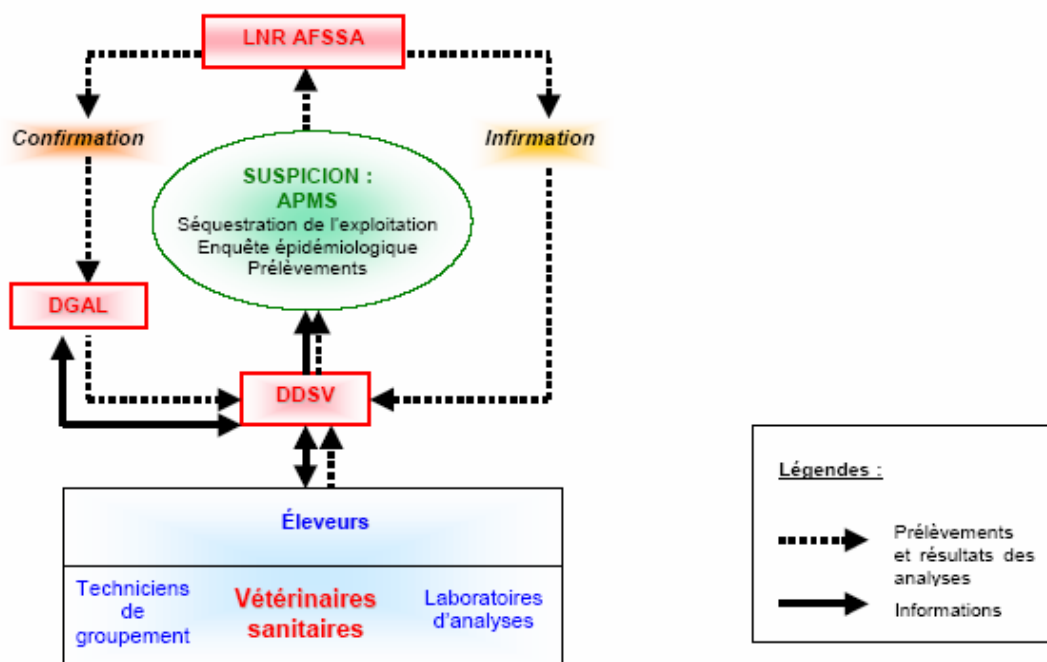 LNR AFSSA
Confirmation
Infirmation
SUSPICION :
APMS
Séquestration de l'exploitation
Enquête épidémiologique
Prélèvements
DGAL
DDSV
Éleveurs
Techniciens
de
groupement
Vétérinaires
sanitaires
Laboratoires
d'analyses
Légendes :
Prélèvements
et résultats des
analyses
Informations